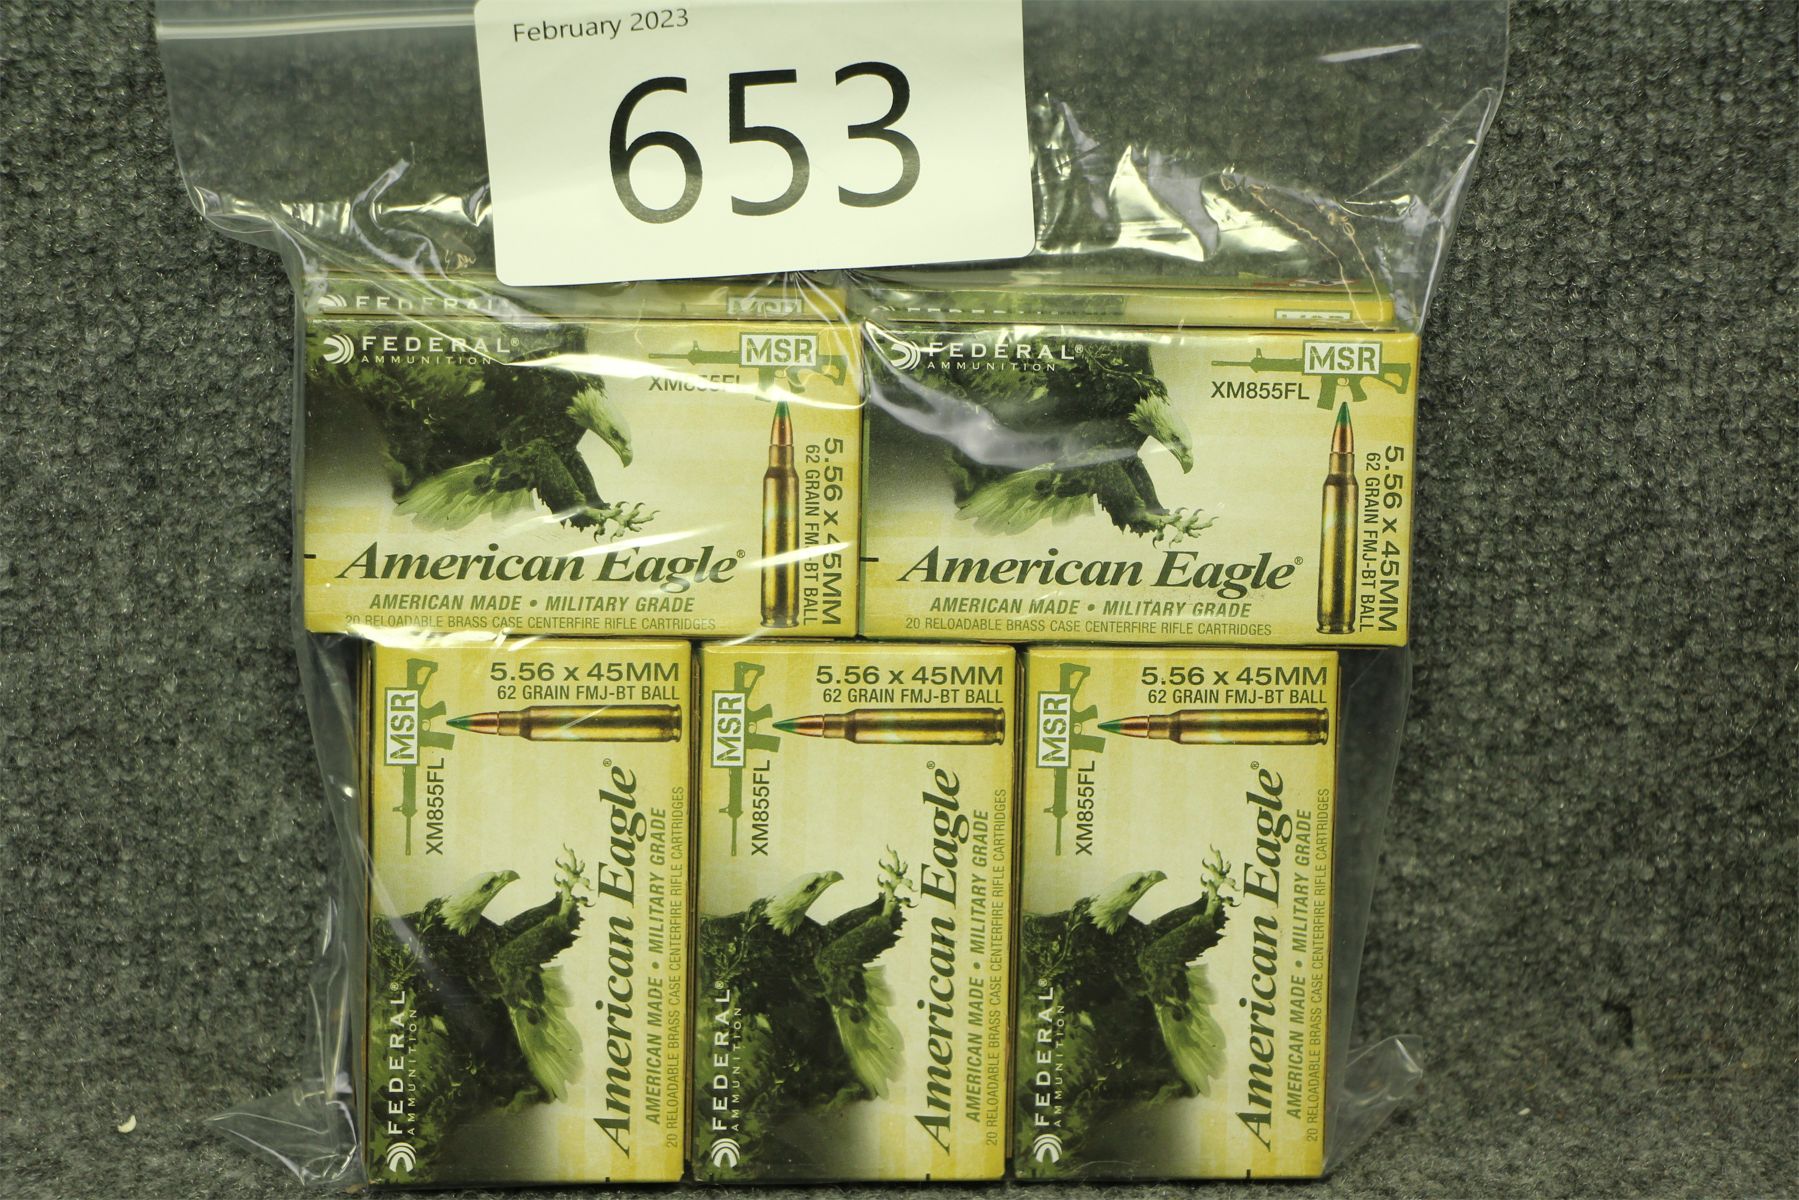 February 2023
653
FEDERAL
MSR
MSR
FEDERAL®
AMMUNITION
MSR
XM855FL
5.56 x 45MM
62 GRAIN FMJ-BT BALL
American Eagle®
AMERICAN MADE • MILITARY GRADE
20 RELOADABLE BRASS CASE CENTERFIRE RIFLE CARTRIDGES
FEDERAL®
AMMUNITION
MSR
XM855FL
5.56 x 45MM
62 GRAIN FMJ-BT BALL
American Eagle®
AMERICAN MADE • MILITARY GRADE
20 RELOADABLE BRASS CASE CENTERFIRE RIFLE CARTRIDGES
5.56 x 45MM
62 GRAIN FMJ-BT BALL
MSR
XM855FL
FEDERAL®
AMMUNITION
American Eagle®
AMERICAN MADE • MILITARY GRADE
20 RELOADABLE BRASS CASE CENTERFIRE RIFLE CARTRIDGES
5.56 x 45MM
62 GRAIN FMJ-BT BALL
MSR
XM855FL
FEDERAL®
AMMUNITION
American Eagle®
AMERICAN MADE • MILITARY GRADE
20 RELOADABLE BRASS CASE CENTERFIRE RIFLE CARTRIDGES
5.56 x 45MM
62 GRAIN FMJ-BT BALL
MSR
XM855FL
FEDERAL®
AMMUNITION
American Eagle®
AMERICAN MADE • MILITARY GRADE
20 RELOADABLE BRASS CASE CENTERFIRE RIFLE CARTRIDGES